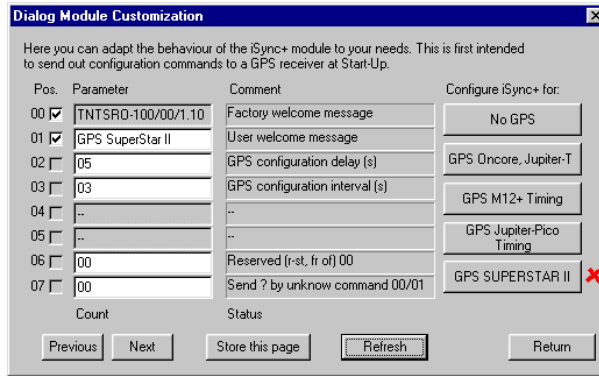 Dialog Module Customization
Here you can adapt the behaviour of the iSync+ module to your needs. This is first intended
to send out configuration commands to a GPS receiver at Start-Up.
Pos. Parameter Comment Configure iSync+ for:
00 TNTSRO-100/00/1.10 Factory welcome message No GPS
01 GPS SuperStar II User welcome message
02 05 GPS configuration delay (s) GPS Oncore, Jupiter-T
03 03 GPS configuration interval (s) GPS M12+ Timing
04 -- --
05 -- -- GPS Jupiter-Pico
Timing
06 00 Reserved (r-st, fr of) 00 GPS SUPERSTAR II
07 00 Send ? by unknow command 00/01
Count Status
Previous Next Store this page Refresh Return